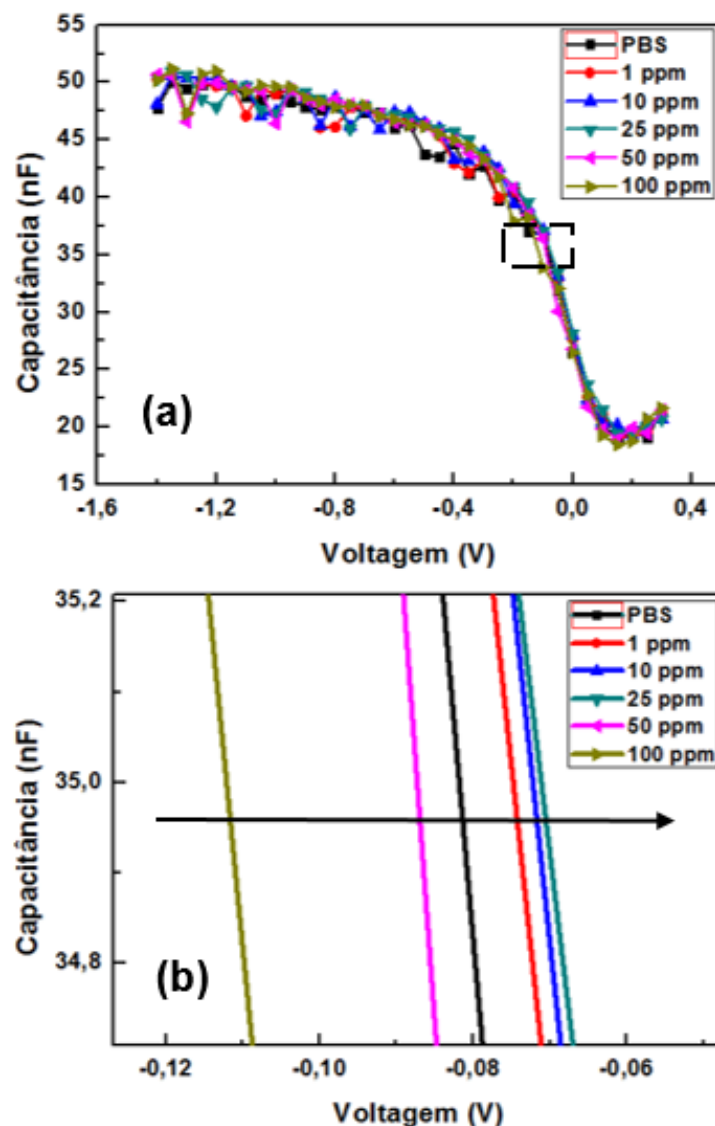 55
50
45
40
35
30
25
20
15
Capacitância (nF)
PBS
1 ppm
10 ppm
25 ppm
50 ppm
100 ppm
(a)
-1,6 -1,2 -0,8 -0,4 0,0 0,4
Voltagem (V)
35,2
35,0
34,8
Capacitância (nF)
PBS
1 ppm
10 ppm
25 ppm
50 ppm
100 ppm
(b)
-0,12 -0,10 -0,08 -0,06
Voltagem (V)